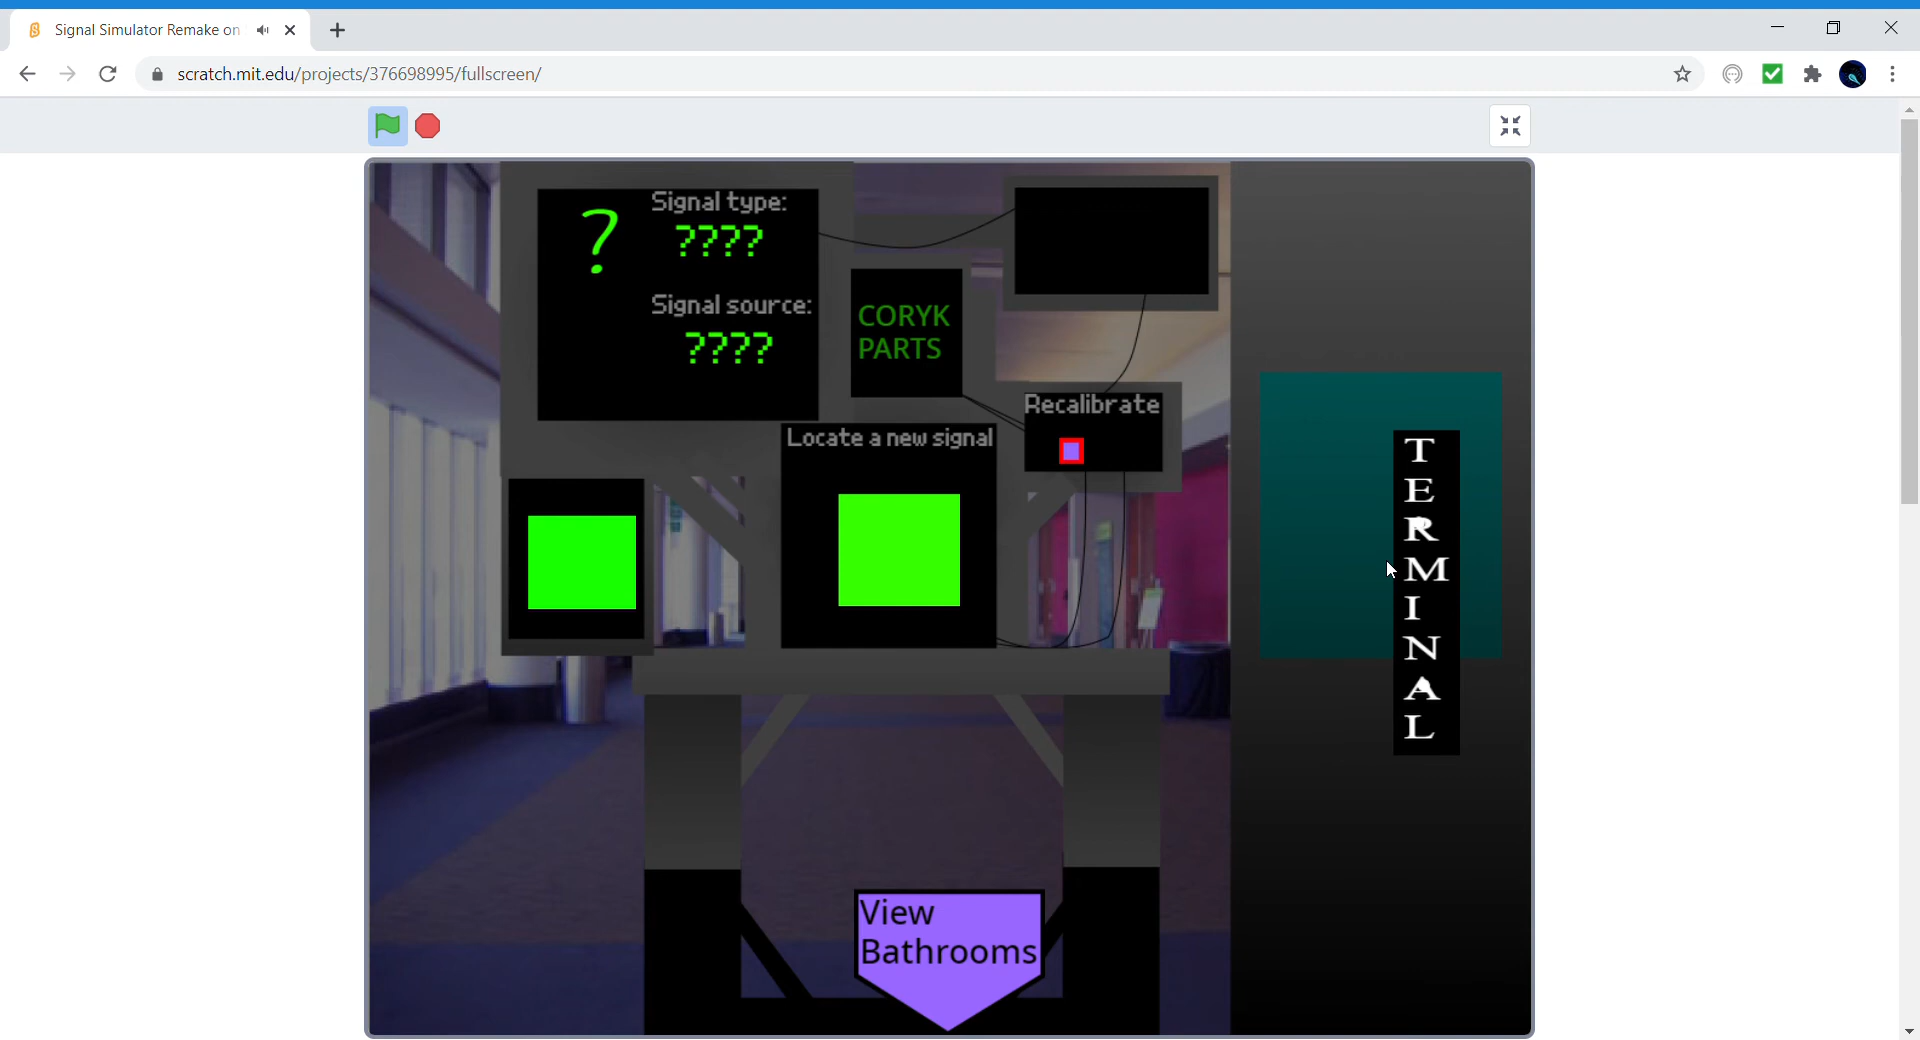 Signal Simulator Remake on
scratch.mit.edu/projects/376698995/fullscreen/
?
Signal type:
????
Signal source:
????
CORYK
PARTS
Recalibrate
Locate a new signal
T
E
R
M
I
N
A
L
View
Bathrooms